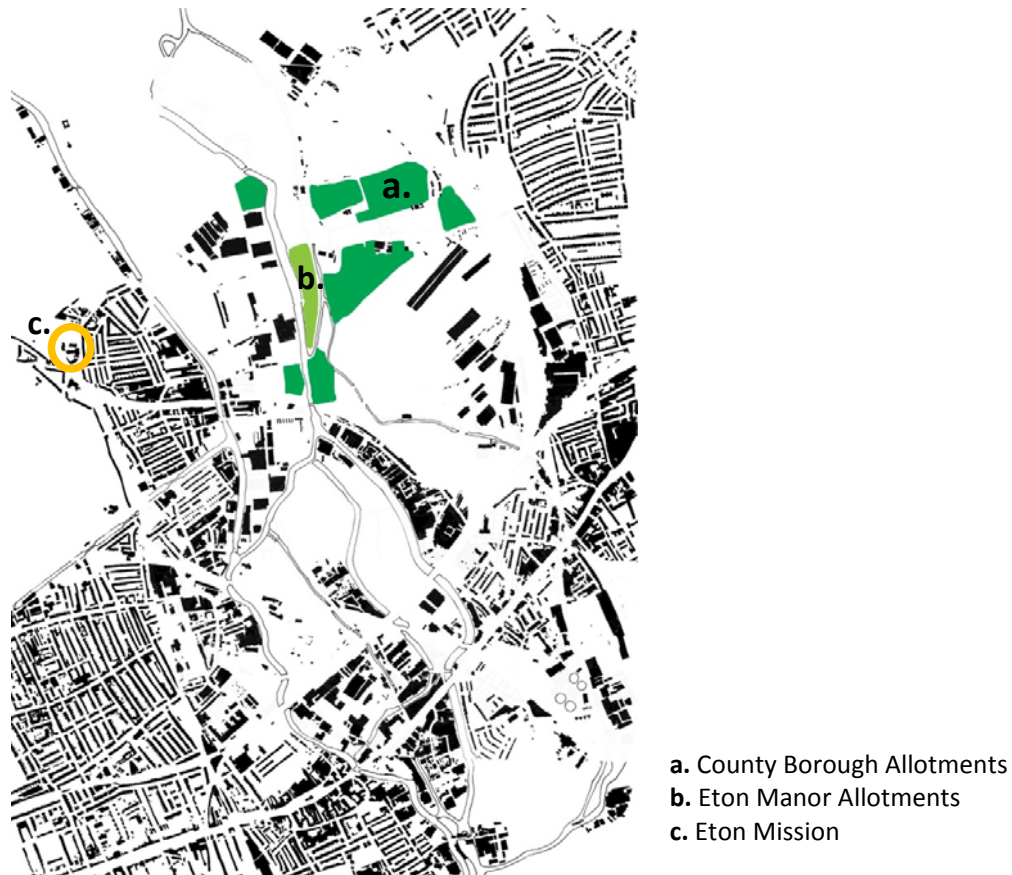 a.
b.
c.
a. County Borough Allotments
b. Eton Manor Allotments
c. Eton Mission